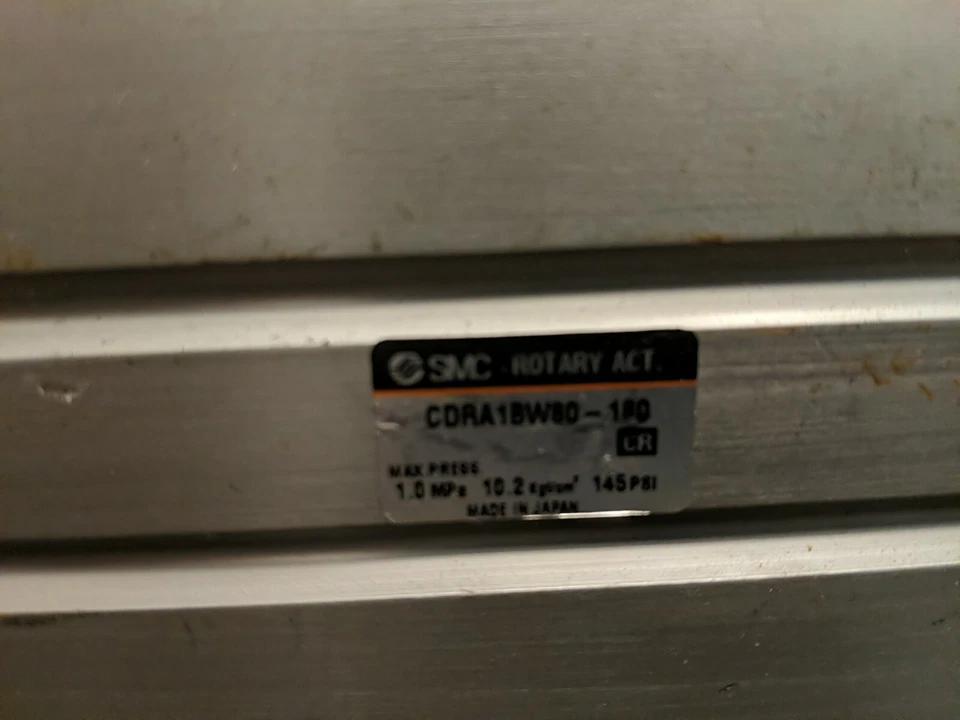 SMC ROTARY ACT.
CDRA1BW80-180
MAX PRESS
1.0 MPa 10.2 Kgf/cm² 145 PSI
MADE IN JAPAN